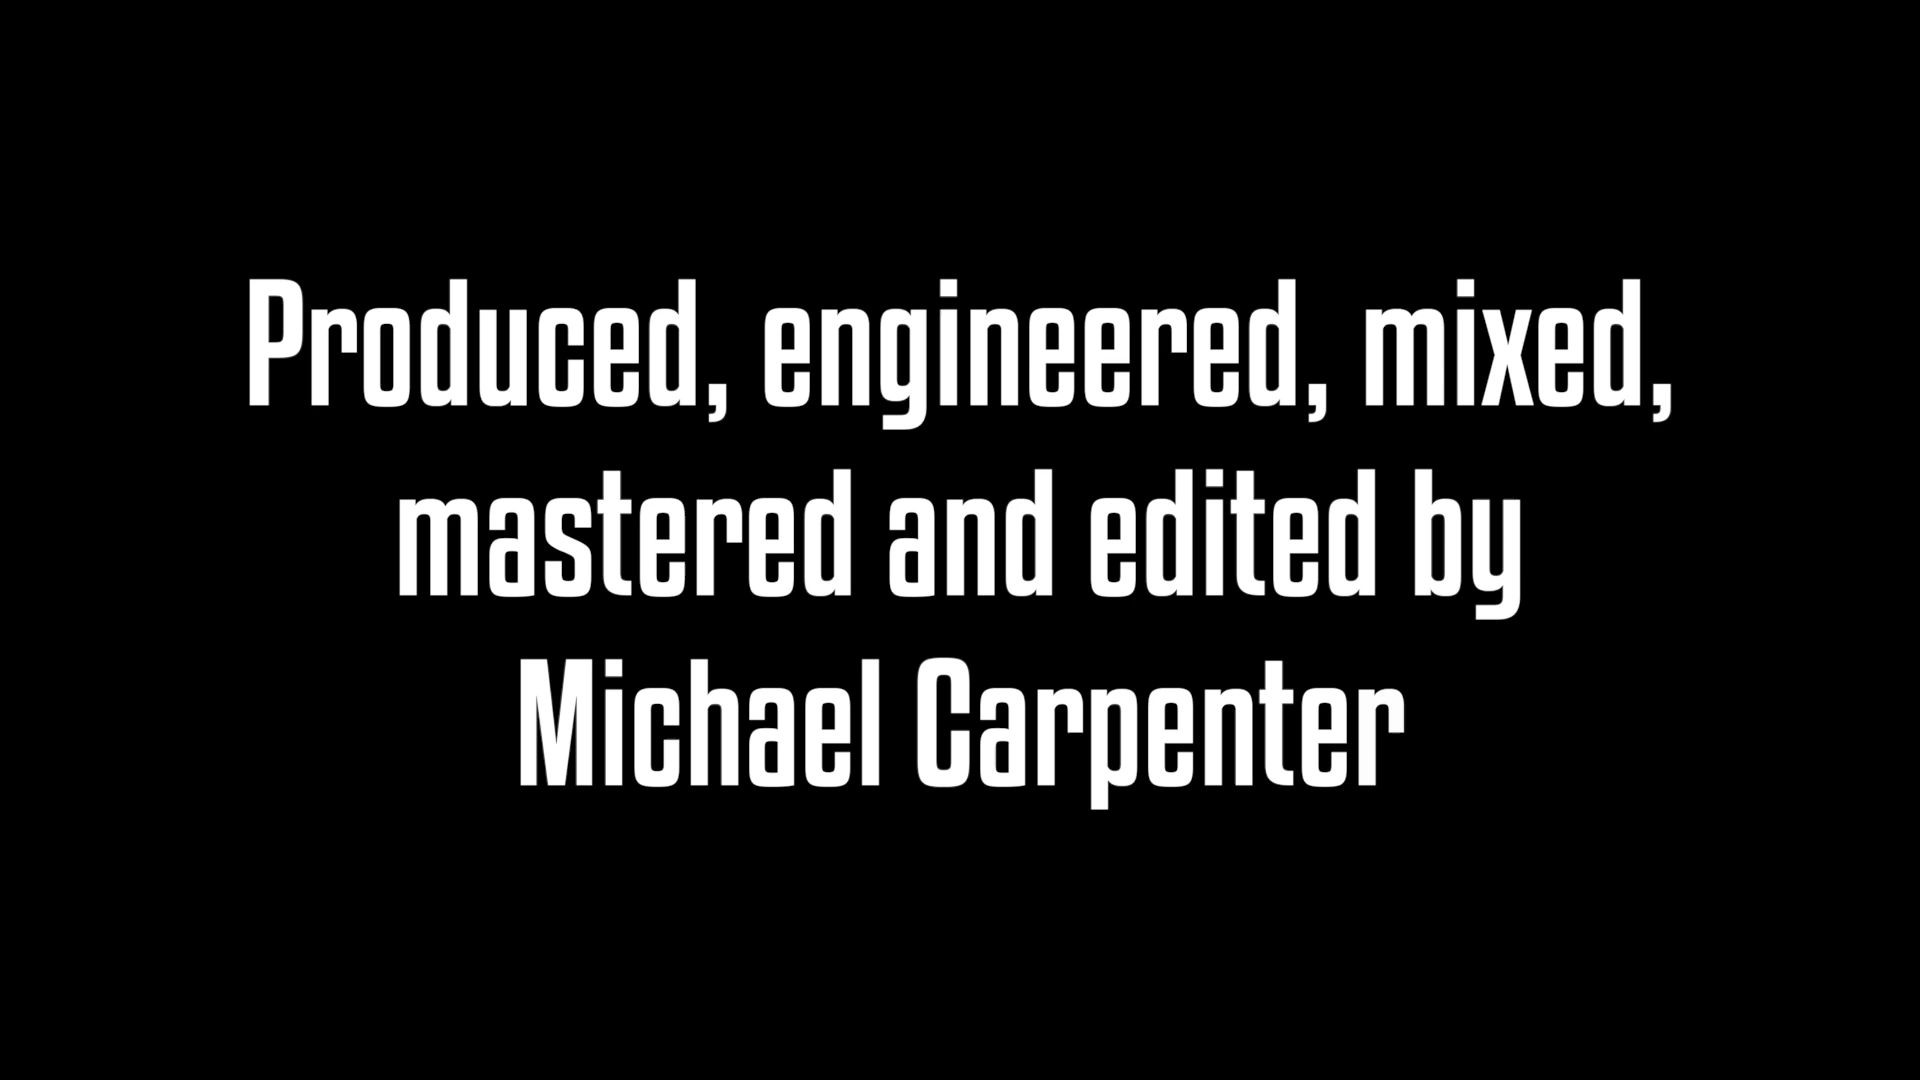 Produced, engineered, mixed,
mastered and edited by
Michael Carpenter